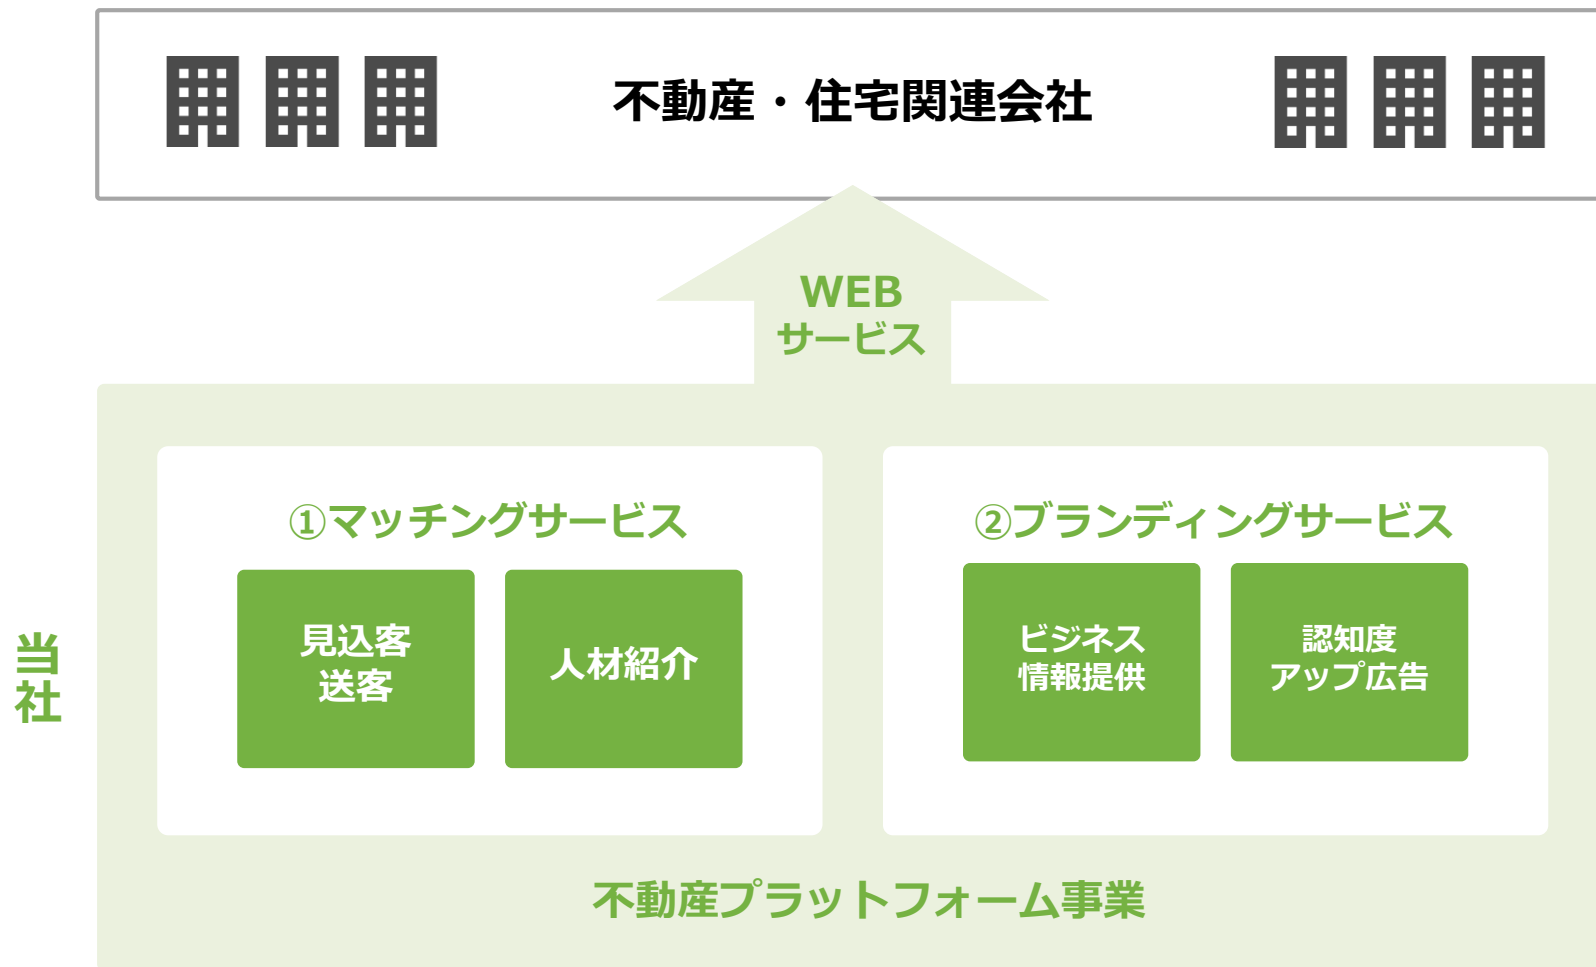 不動産・住宅関連会社
WEB
サービス
①マッチングサービス
見込客
送客
人材紹介
②ブランディングサービス
ビジネス
情報提供
認知度
アップ広告
当社
不動産プラットフォーム事業